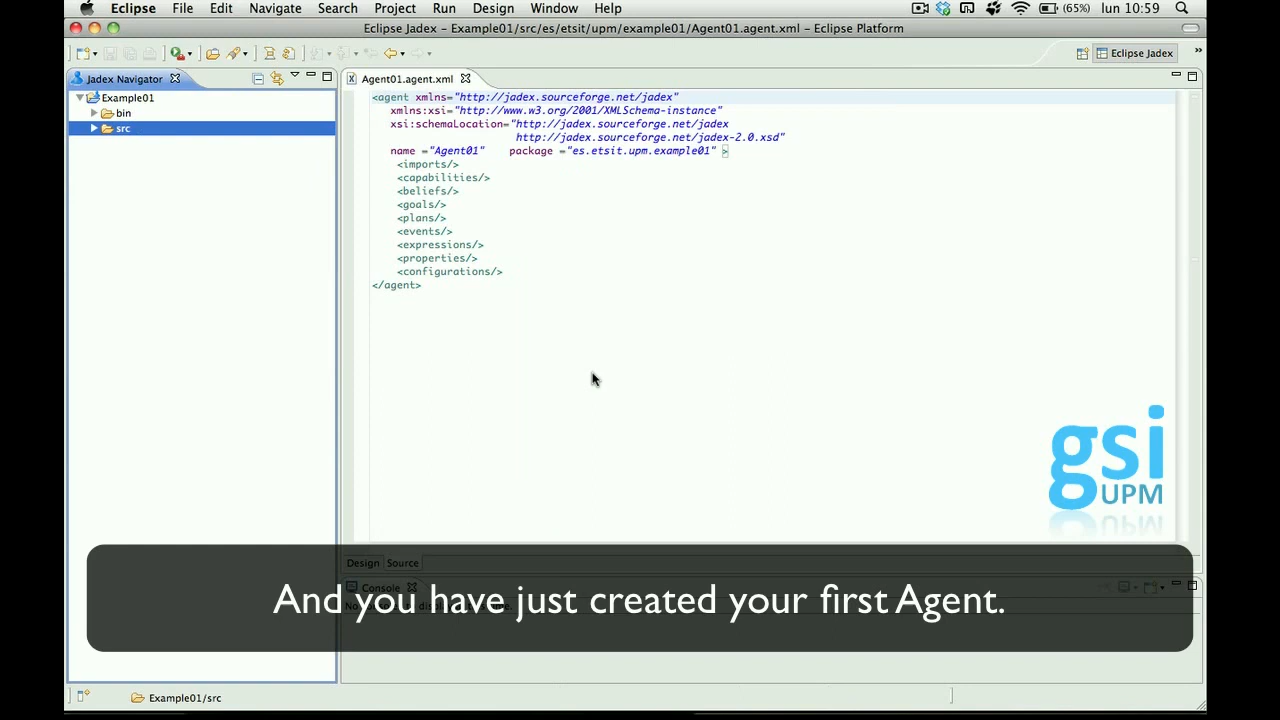 Eclipse File Edit Navigate Search Project Run Design Window Help (65%) lun 10:59
Eclipse Jadex - Example01/src/es/etsit/upm/example01/Agent01.agent.xml - Eclipse Platform
Eclipse Jadex
Jadex Navigator
Agent01.agent.xml
Example01
bin
src
<agent xmlns="http://jadex.sourceforge.net/jadex"
xmlns:xsi="http://www.w3.org/2001/XMLSchema-instance"
xsi:schemaLocation="http://jadex.sourceforge.net/jadex
http://jadex.sourceforge.net/jadex-2.0.xsd"
name ="Agent01" package ="es.etsit.upm.example01" >
<imports/>
<capabilities/>
<beliefs/>
<goals/>
<plans/>
<events/>
<expressions/>
<properties/>
<configurations/>
</agent>
gsi
UPM
Design Source
Console
And you have just created your first Agent.
Example01/src